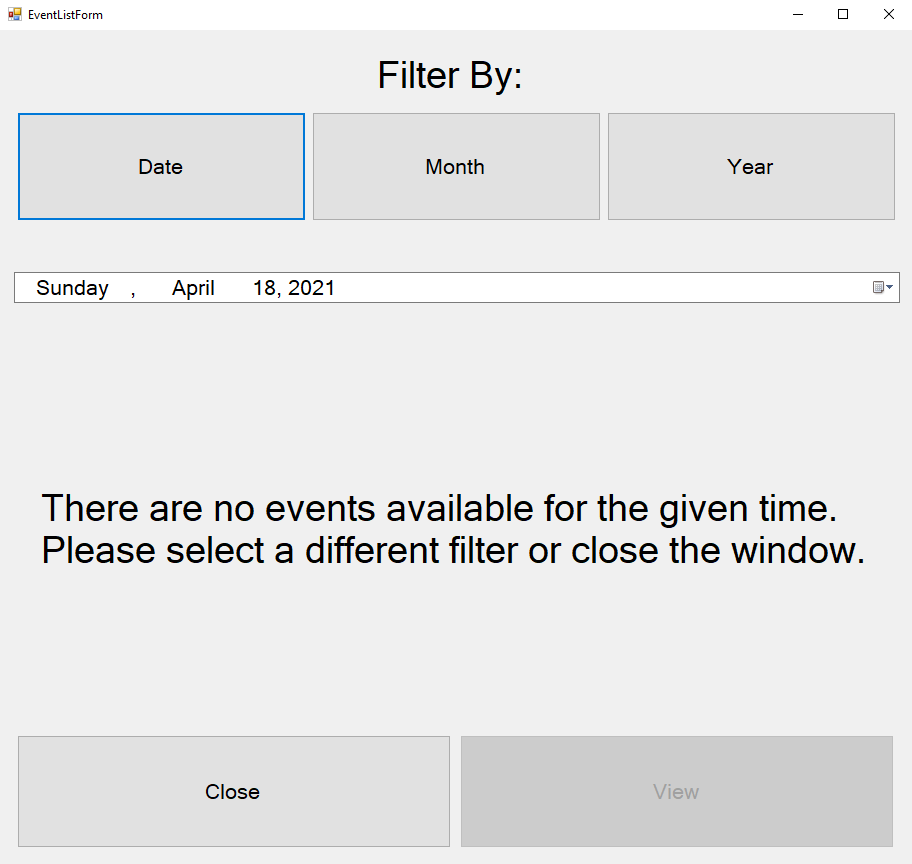 EventListForm
Filter By:
Date Month Year
Sunday , April 18, 2021
There are no events available for the given time.
Please select a different filter or close the window.
Close View